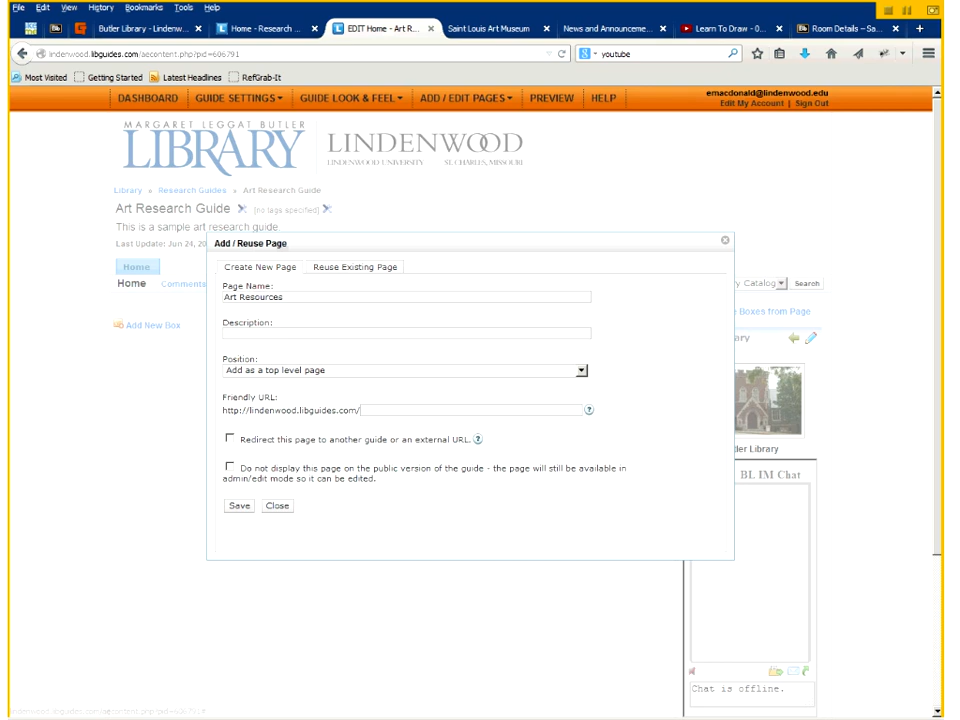 File Edit View History Bookmarks Tools Help
Butler Library - Lindenw... × Home - Research ... × EDIT Home - Art R... × Saint Louis Art Museum × News and Announceme... × Learn To Draw - 0... × Room Details -- Sa... × +
lindenwood.libguides.com/aecontent.php?pid=606791 youtube
Most Visited Getting Started Latest Headlines RefGrab-It
DASHBOARD GUIDE SETTINGS GUIDE LOOK & FEEL ADD / EDIT PAGES PREVIEW HELP
emacdonald@lindenwood.edu
Edit My Account | Sign Out
MARGARET LEGGAT BUTLER
LIBRARY
LINDENWOOD
LINDENWOOD UNIVERSITY ST. CHARLES, MISSOURI
Library » Research Guides » Art Research Guide
Art Research Guide [no tags specified]
This is a sample art research guide
Last Update: Jun 24, 20
Add / Reuse Page
Home
Create New Page Reuse Existing Page
Home Comments
y Catalog Search
Page Name:
Art Resources
e Boxes from Page
Add New Box
Description:
ary
Position:
Add as a top level page
Friendly URL:
http://lindenwood.libguides.com/
Redirect this page to another guide or an external URL.
tler Library
Do not display this page on the public version of the guide - the page will still be available in
admin/edit mode so it can be edited.
BL IM Chat
Save Close
Chat is offline.